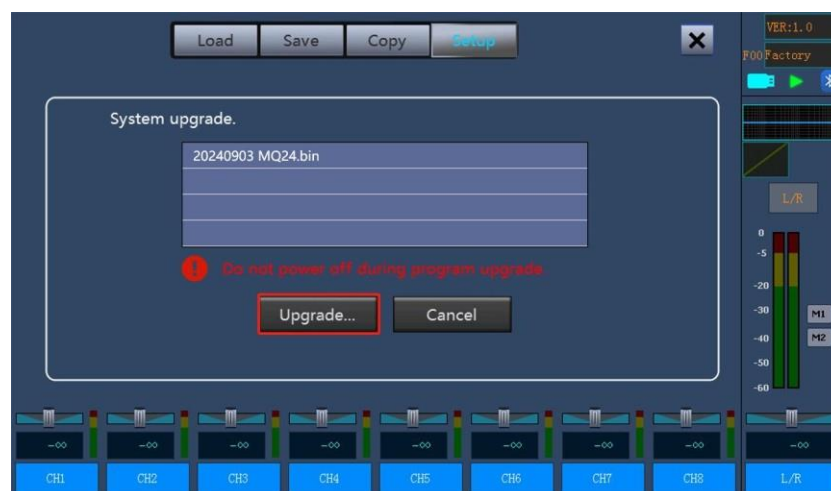 Load Save Copy Setup
VER:1.0
F00Factory
System upgrade.
20240903 MQ24.bin
Do not power off during program upgrade.
Upgrade... Cancel
L/R
0
-5
-20
-30
M1
-40
M2
-50
-60
-∞ -∞ -∞ -∞ -∞ -∞ -∞ -∞ -∞
CH1 CH2 CH3 CH4 CH5 CH6 CH7 CH8 L/R